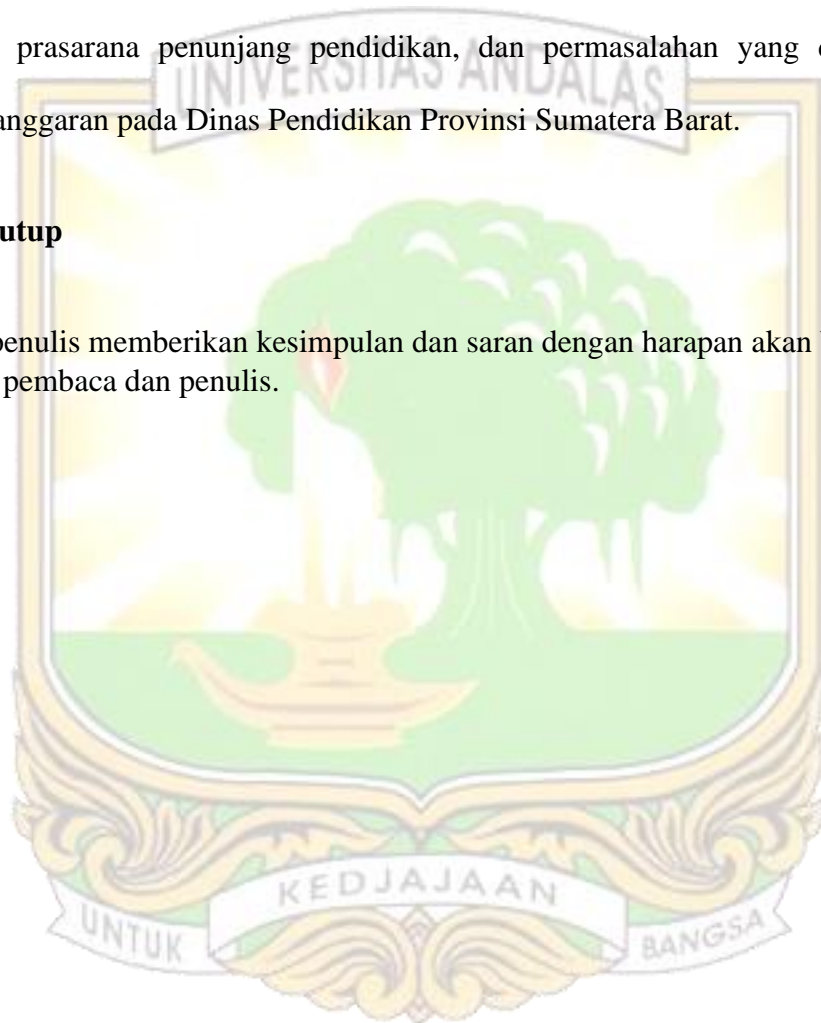 prasarana penunjang pendidikan, dan permasalahan yang
anggaran pada Dinas Pendidikan Provinsi Sumatera Barat.
utup
penulis memberikan kesimpulan dan saran dengan harapan akan
pembaca dan penulis.
UNIVERSITAS ANDALAS
UNTUK KEDJAJAAN BANGSA